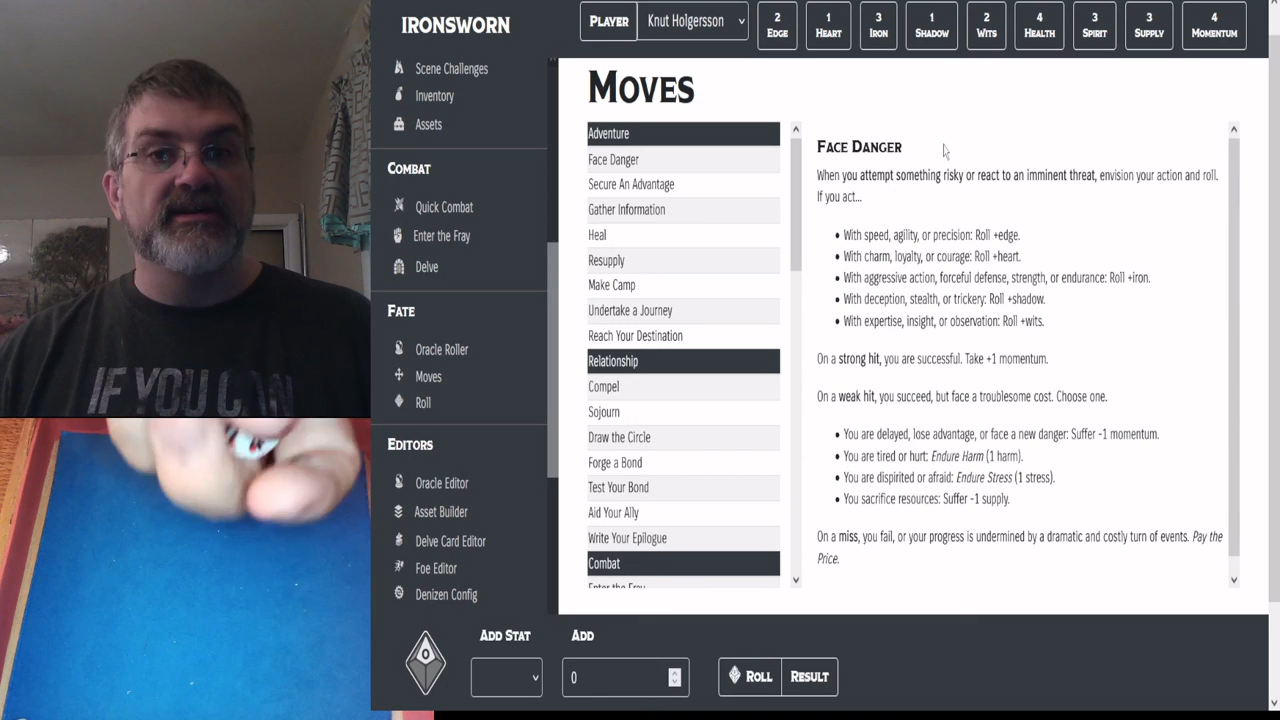 IRONSWORN
Scene Challenges
Inventory
Assets
COMBAT
Quick Combat
Enter the Fray
Delve
FATE
Oracle Roller
Moves
Roll
EDITORS
Oracle Editor
Asset Builder
Delve Card Editor
Foe Editor
Denizen Config
PLAYER
Knut Holgersson
2
EDGE
1
HEART
3
IRON
1
SHADOW
2
WITS
4
HEALTH
3
SPIRIT
3
SUPPLY
4
MOMENTUM
MOVES
Adventure
Face Danger
Secure An Advantage
Gather Information
Heal
Resupply
Make Camp
Undertake a Journey
Reach Your Destination
Relationship
Compel
Sojourn
Draw the Circle
Forge a Bond
Test Your Bond
Aid Your Ally
Write Your Epilogue
Combat
Enter the Fray
FACE DANGER
When you attempt something risky or react to an imminent threat, envision your action and roll.
If you act...
• With speed, agility, or precision: Roll +edge.
• With charm, loyalty, or courage: Roll +heart.
• With aggressive action, forceful defense, strength, or endurance: Roll +iron.
• With deception, stealth, or trickery: Roll +shadow.
• With expertise, insight, or observation: Roll +wits.
On a strong hit, you are successful. Take +1 momentum.
On a weak hit, you succeed, but face a troublesome cost. Choose one.
• You are delayed, lose advantage, or face a new danger: Suffer -1 momentum.
• You are tired or hurt: Endure Harm (1 harm).
• You are dispirited or afraid: Endure Stress (1 stress).
• You sacrifice resources: Suffer -1 supply.
On a miss, you fail, or your progress is undermined by a dramatic and costly turn of events. Pay the
Price.
0
ADD STAT
ADD
0
ROLL
RESULT
IF YOU CAN